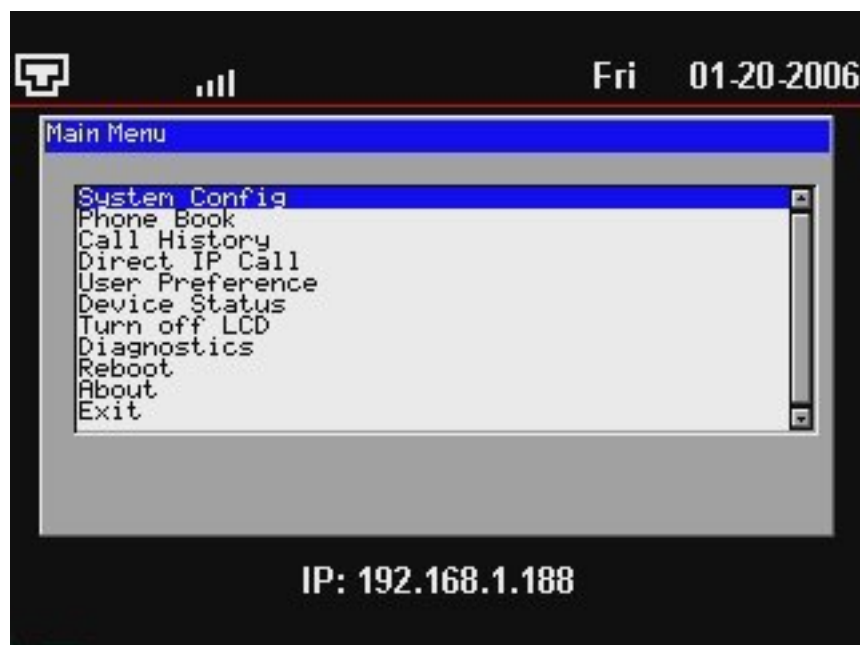 Fri 01-20-2006
Main Menu
System Config
Phone Book
Call History
Direct IP Call
User Preference
Device Status
Turn off LCD
Diagnostics
Reboot
About
Exit
IP: 192.168.1.188